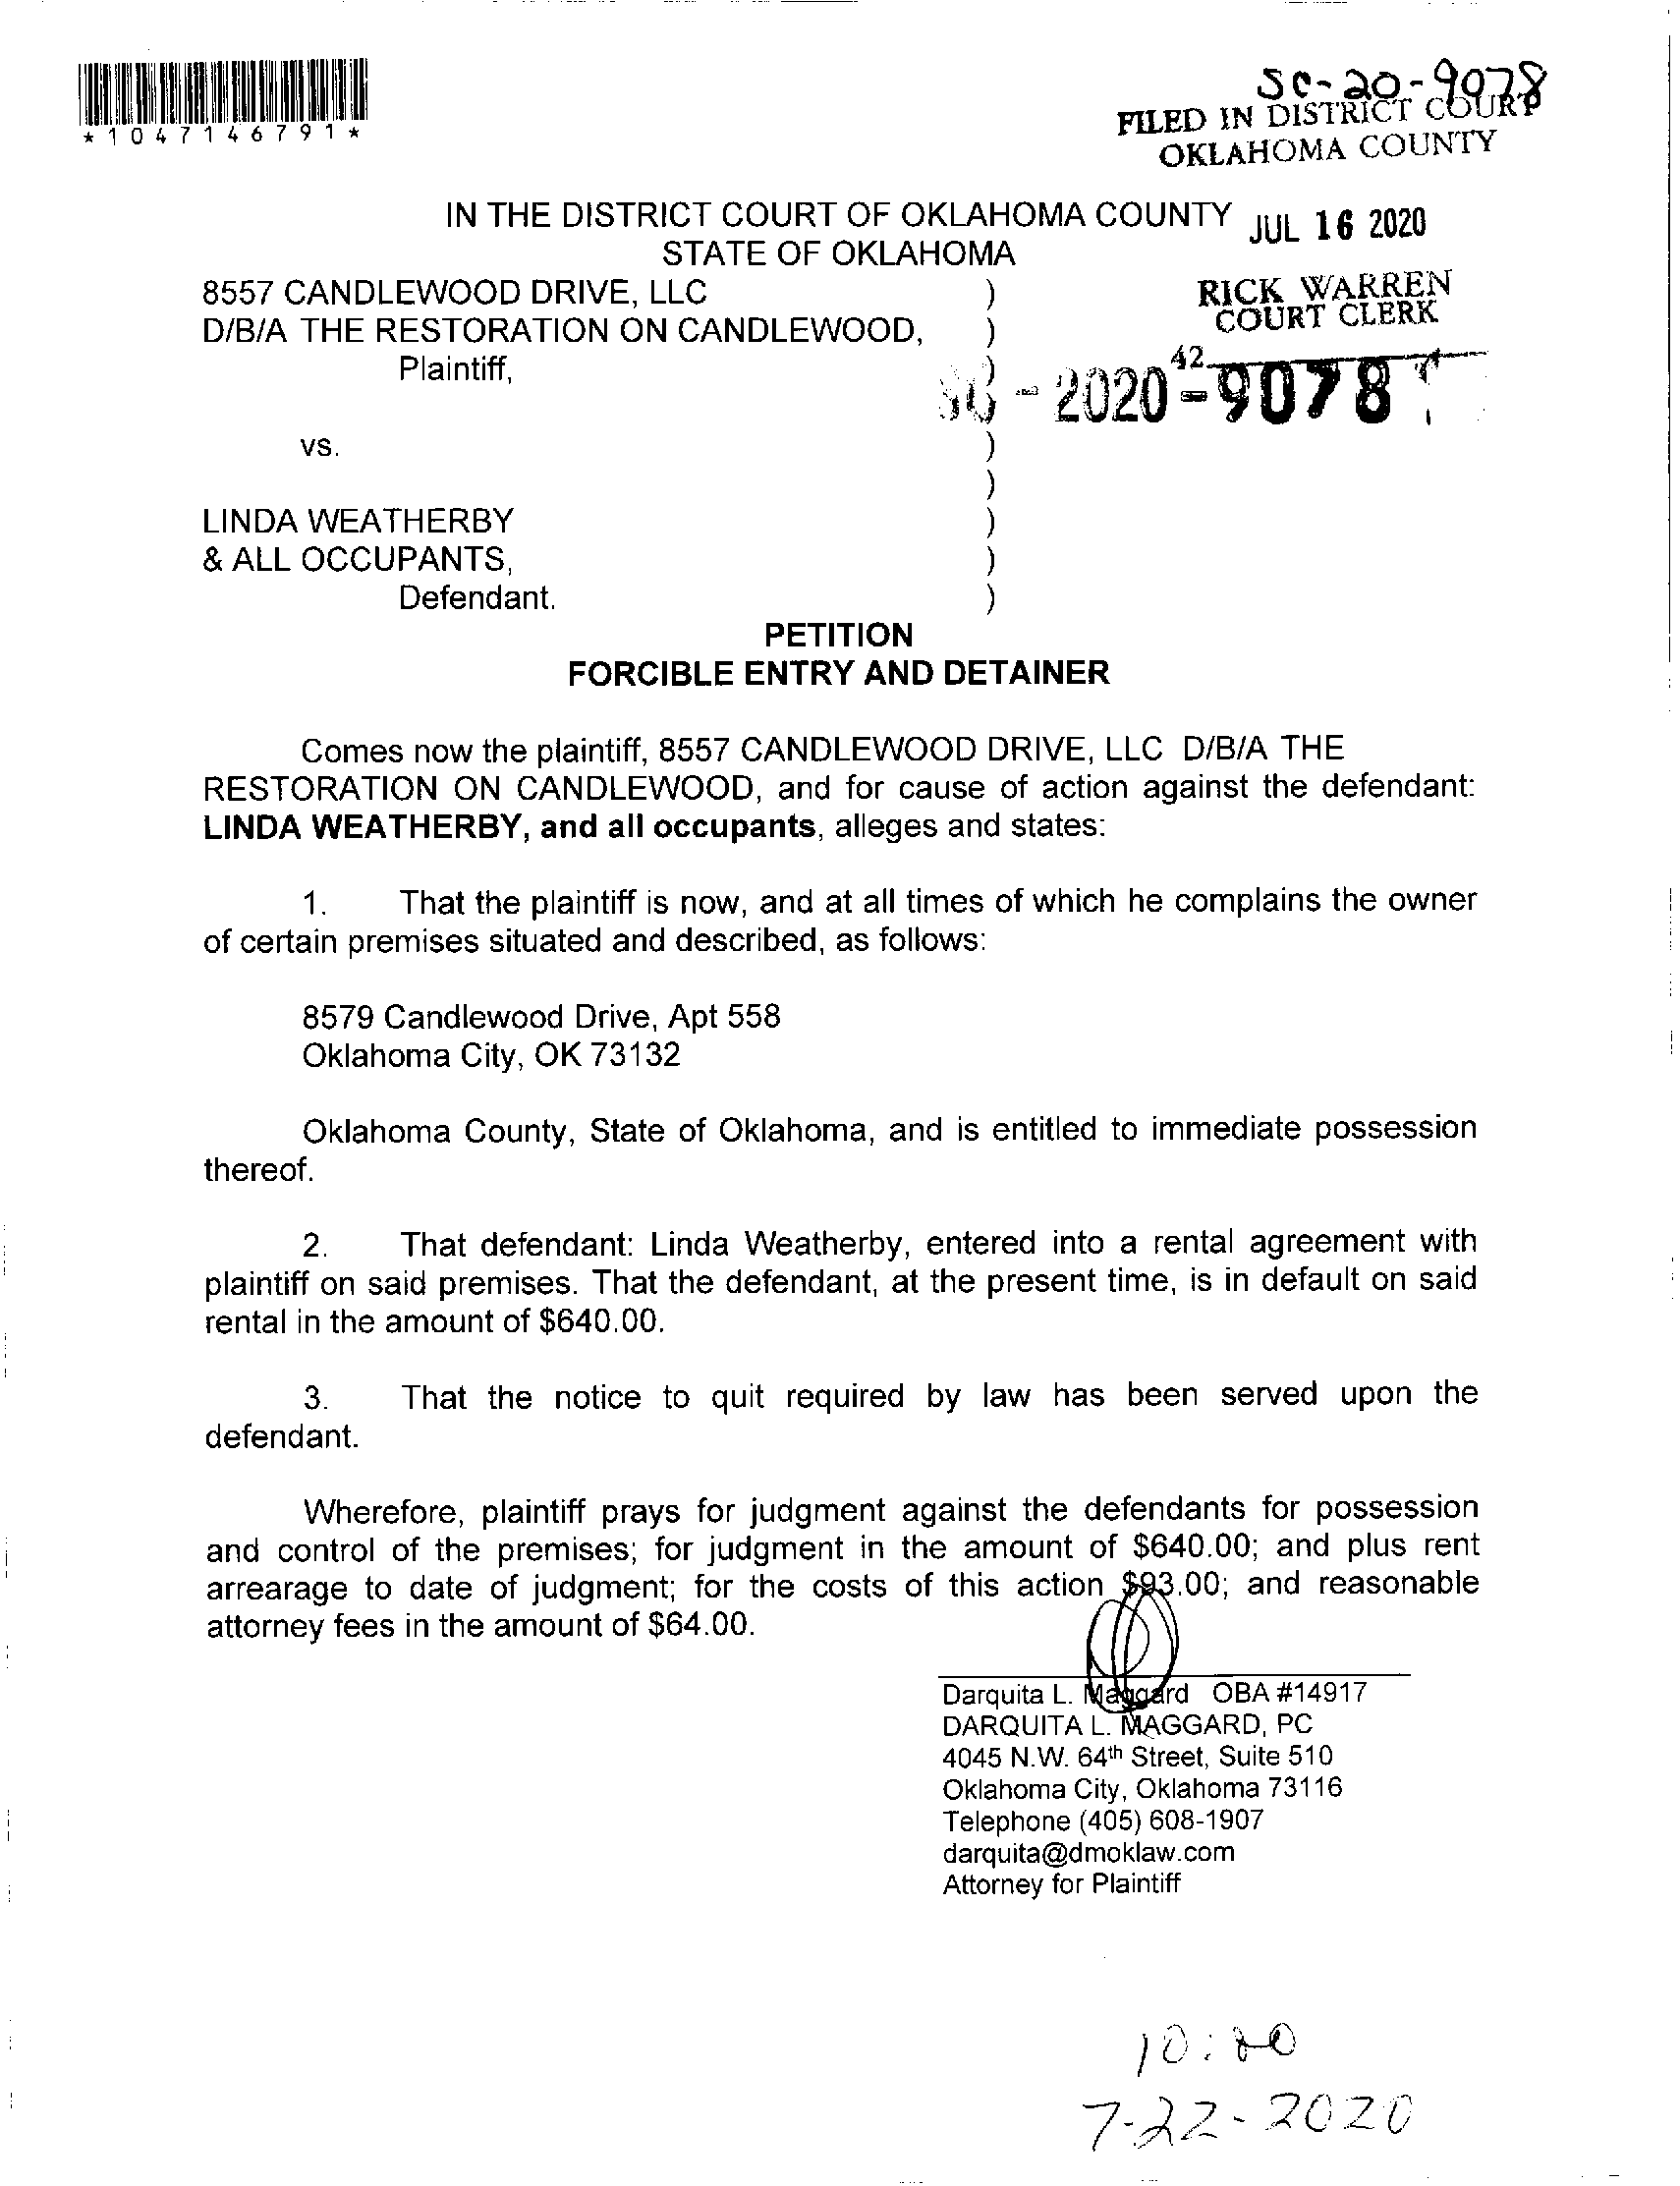 *1047146791*
SC-20-9078
FILED IN DISTRICT COURT
OKLAHOMA COUNTY
IN THE DISTRICT COURT OF OKLAHOMA COUNTY
JUL 16 2020
STATE OF OKLAHOMA
8557 CANDLEWOOD DRIVE, LLC )
RICK WARREN
D/B/A THE RESTORATION ON CANDLEWOOD, )
COURT CLERK
Plaintiff, )
42
SC - 2020 - 9078
vs. )
)
LINDA WEATHERBY )
& ALL OCCUPANTS, )
Defendant. )
PETITION
FORCIBLE ENTRY AND DETAINER
Comes now the plaintiff, 8557 CANDLEWOOD DRIVE, LLC D/B/A THE
RESTORATION ON CANDLEWOOD, and for cause of action against the defendant:
LINDA WEATHERBY, and all occupants, alleges and states:
1. That the plaintiff is now, and at all times of which he complains the owner
of certain premises situated and described, as follows:
8579 Candlewood Drive, Apt 558
Oklahoma City, OK 73132
Oklahoma County, State of Oklahoma, and is entitled to immediate possession
thereof.
2. That defendant: Linda Weatherby, entered into a rental agreement with
plaintiff on said premises. That the defendant, at the present time, is in default on said
rental in the amount of $640.00.
3. That the notice to quit required by law has been served upon the
defendant.
Wherefore, plaintiff prays for judgment against the defendants for possession
and control of the premises; for judgment in the amount of $640.00; and plus rent
arrearage to date of judgment; for the costs of this action $93.00; and reasonable
attorney fees in the amount of $64.00.
Darquita L. Maggard OBA #14917
DARQUITA L. MAGGARD, PC
4045 N.W. 64th Street, Suite 510
Oklahoma City, Oklahoma 73116
Telephone (405) 608-1907
darquita@dmoklaw.com
Attorney for Plaintiff
7-22-2020